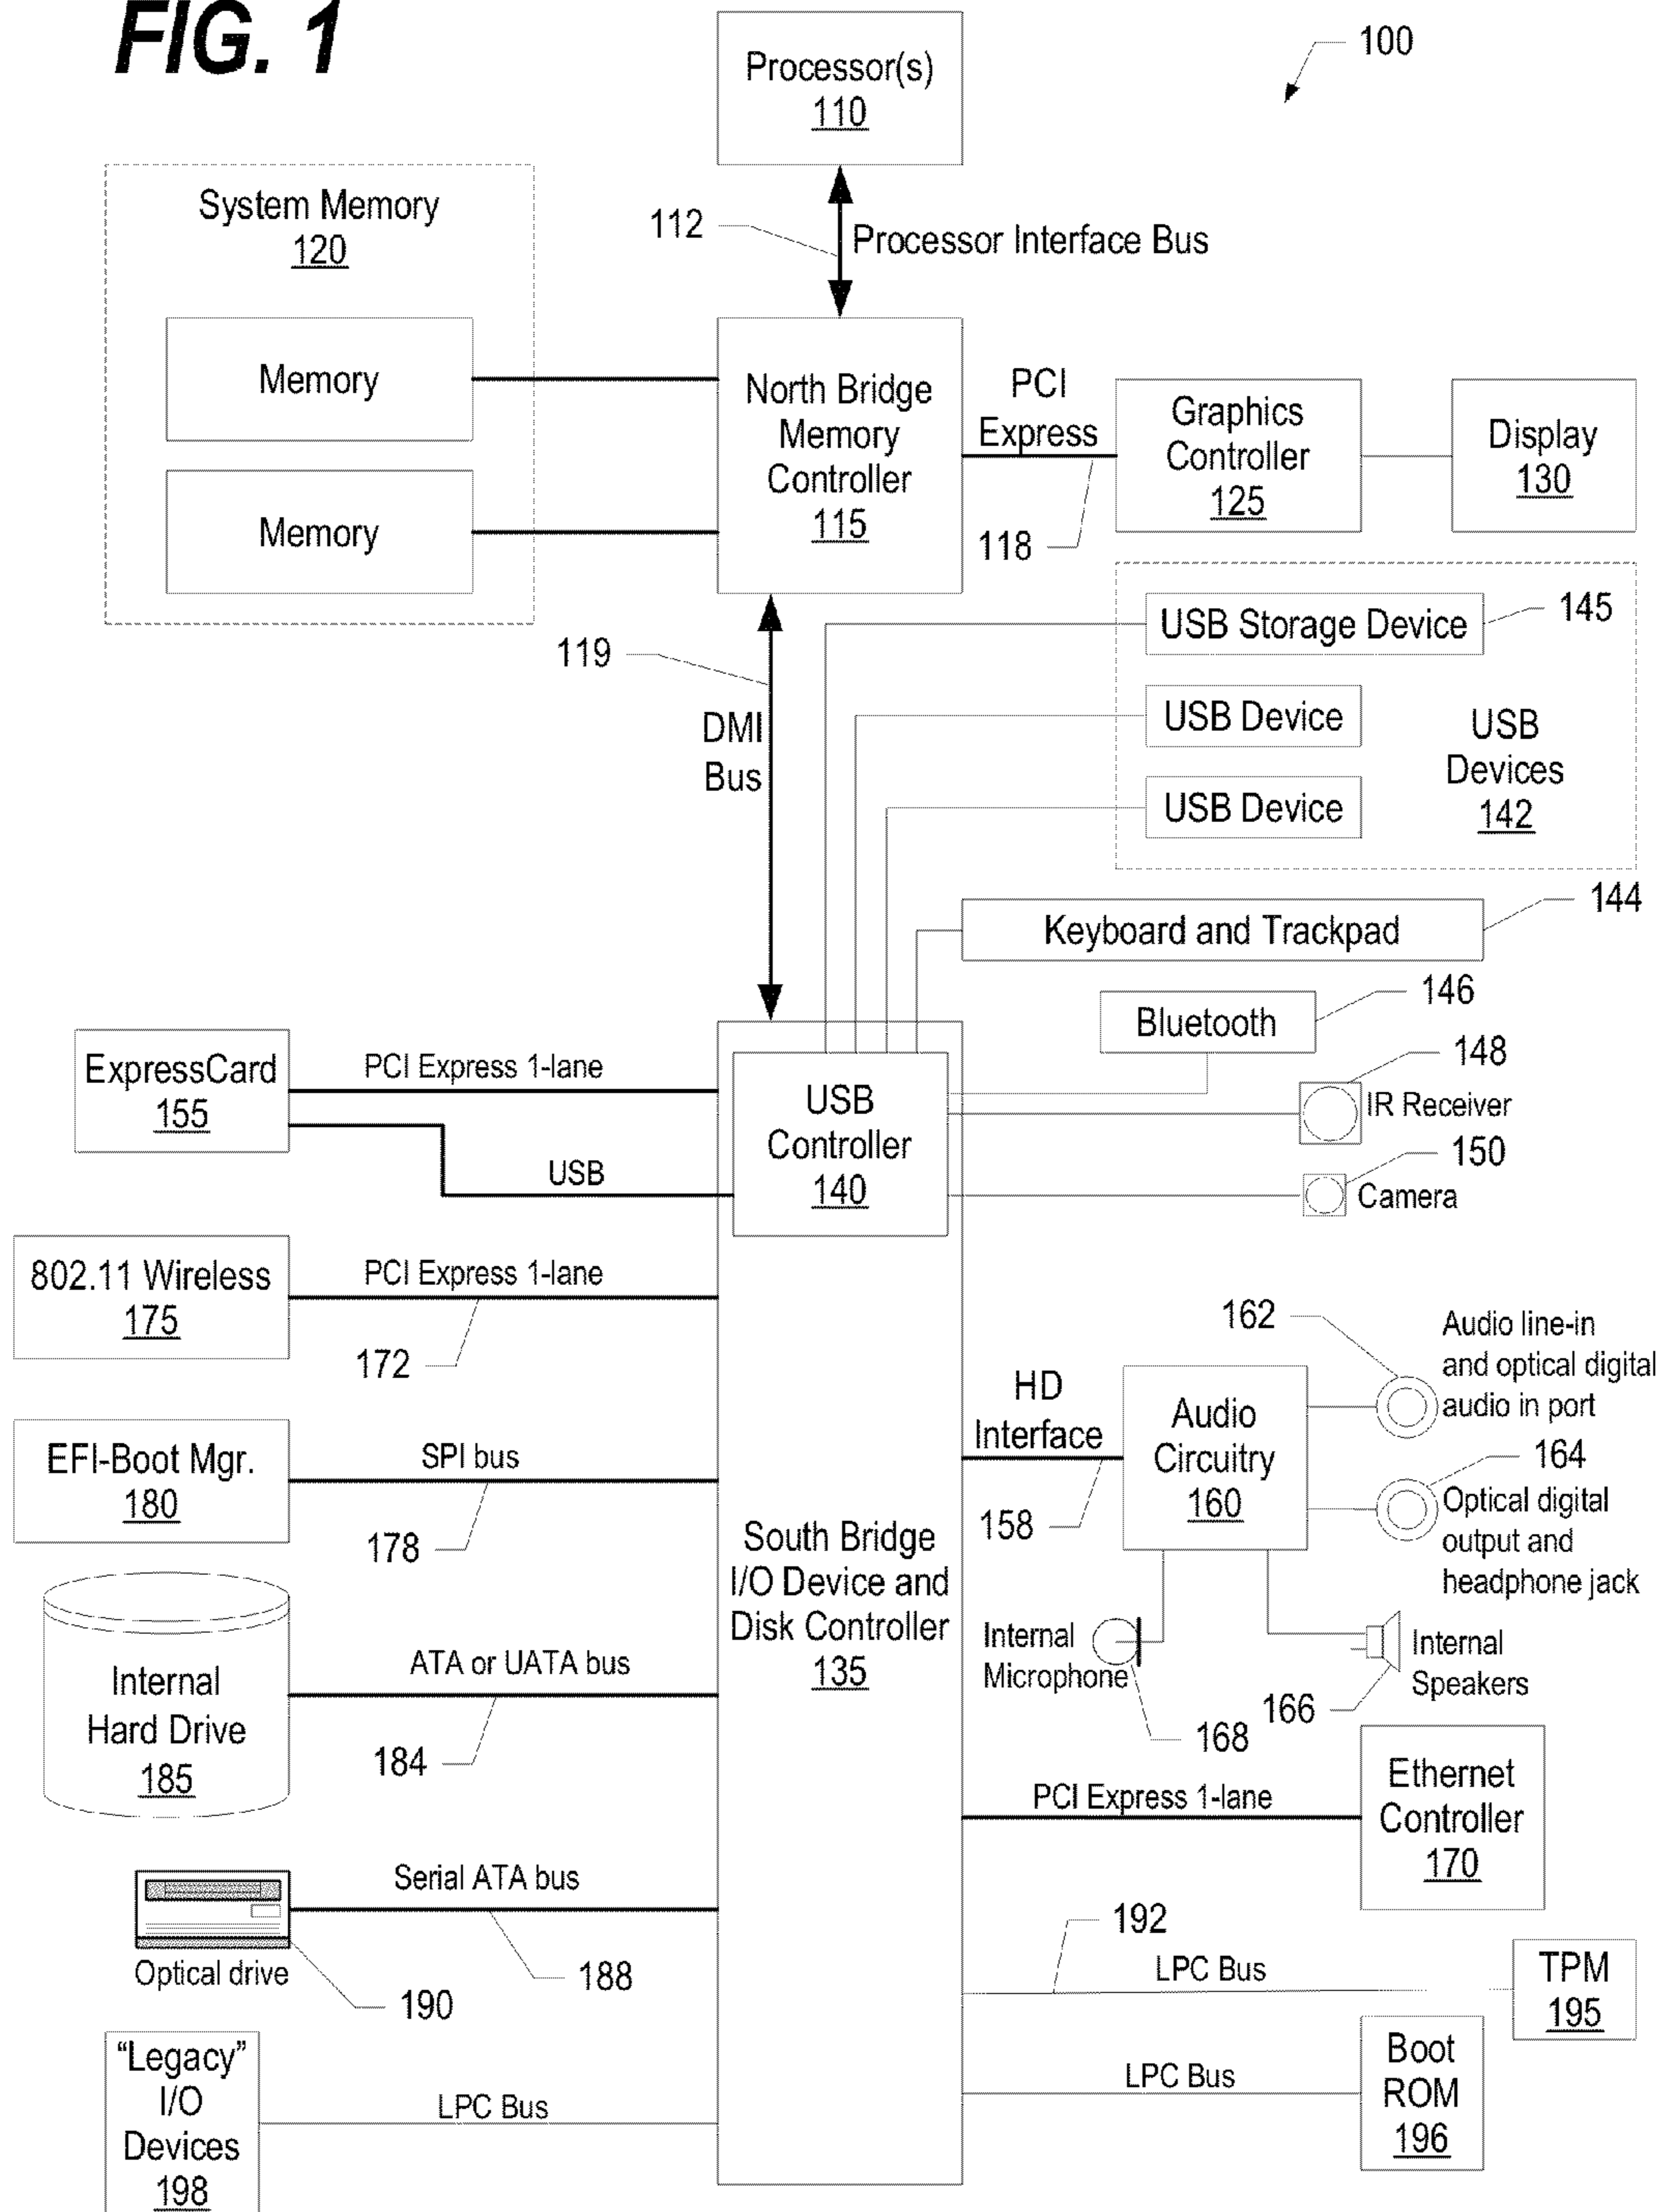 FIG. 1
100
Processor(s)
110
System Memory
120
112
Processor Interface Bus
Memory
Memory
North Bridge
Memory
Controller
115
PCI
Express
118
Graphics
Controller
125
Display
130
119
DMI
Bus
USB Storage Device
145
USB Device
USB Device
USB
Devices
142
Keyboard and Trackpad
144
Bluetooth
146
148
IR Receiver
150
Camera
ExpressCard
155
PCI Express 1-lane
USB
USB
Controller
140
802.11 Wireless
175
PCI Express 1-lane
172
EFI-Boot Mgr.
180
SPI bus
178
South Bridge
I/O Device and
Disk Controller
135
HD
Interface
158
Audio
Circuitry
160
162
Audio line-in
and optical digital
audio in port
164
Optical digital
output and
headphone jack
Internal
Microphone
168
Internal
Speakers
166
Internal
Hard Drive
185
ATA or UATA bus
184
PCI Express 1-lane
Ethernet
Controller
170
Optical drive
190
Serial ATA bus
188
192
LPC Bus
TPM
195
LPC Bus
Boot
ROM
196
“Legacy”
I/O
Devices
198
LPC Bus